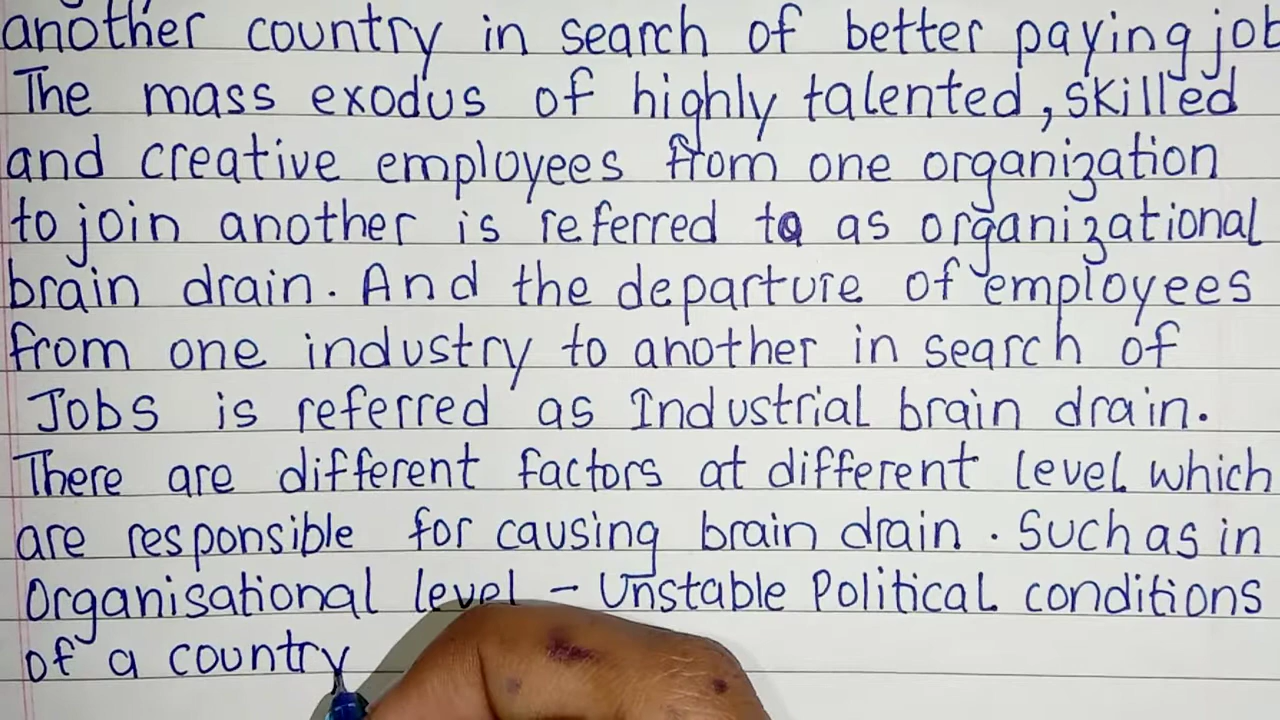 another country in search of better paying job
The mass exodus of highly talented, skilled
and creative employees from one organization
to join another is referred to as organizational
brain drain. And the departure of employees
from one industry to another in search of
Jobs is referred as Industrial brain drain.
There are different factors at different level which
are responsible for causing brain drain. Such as in
Organisational level - Unstable Political conditions
of a country